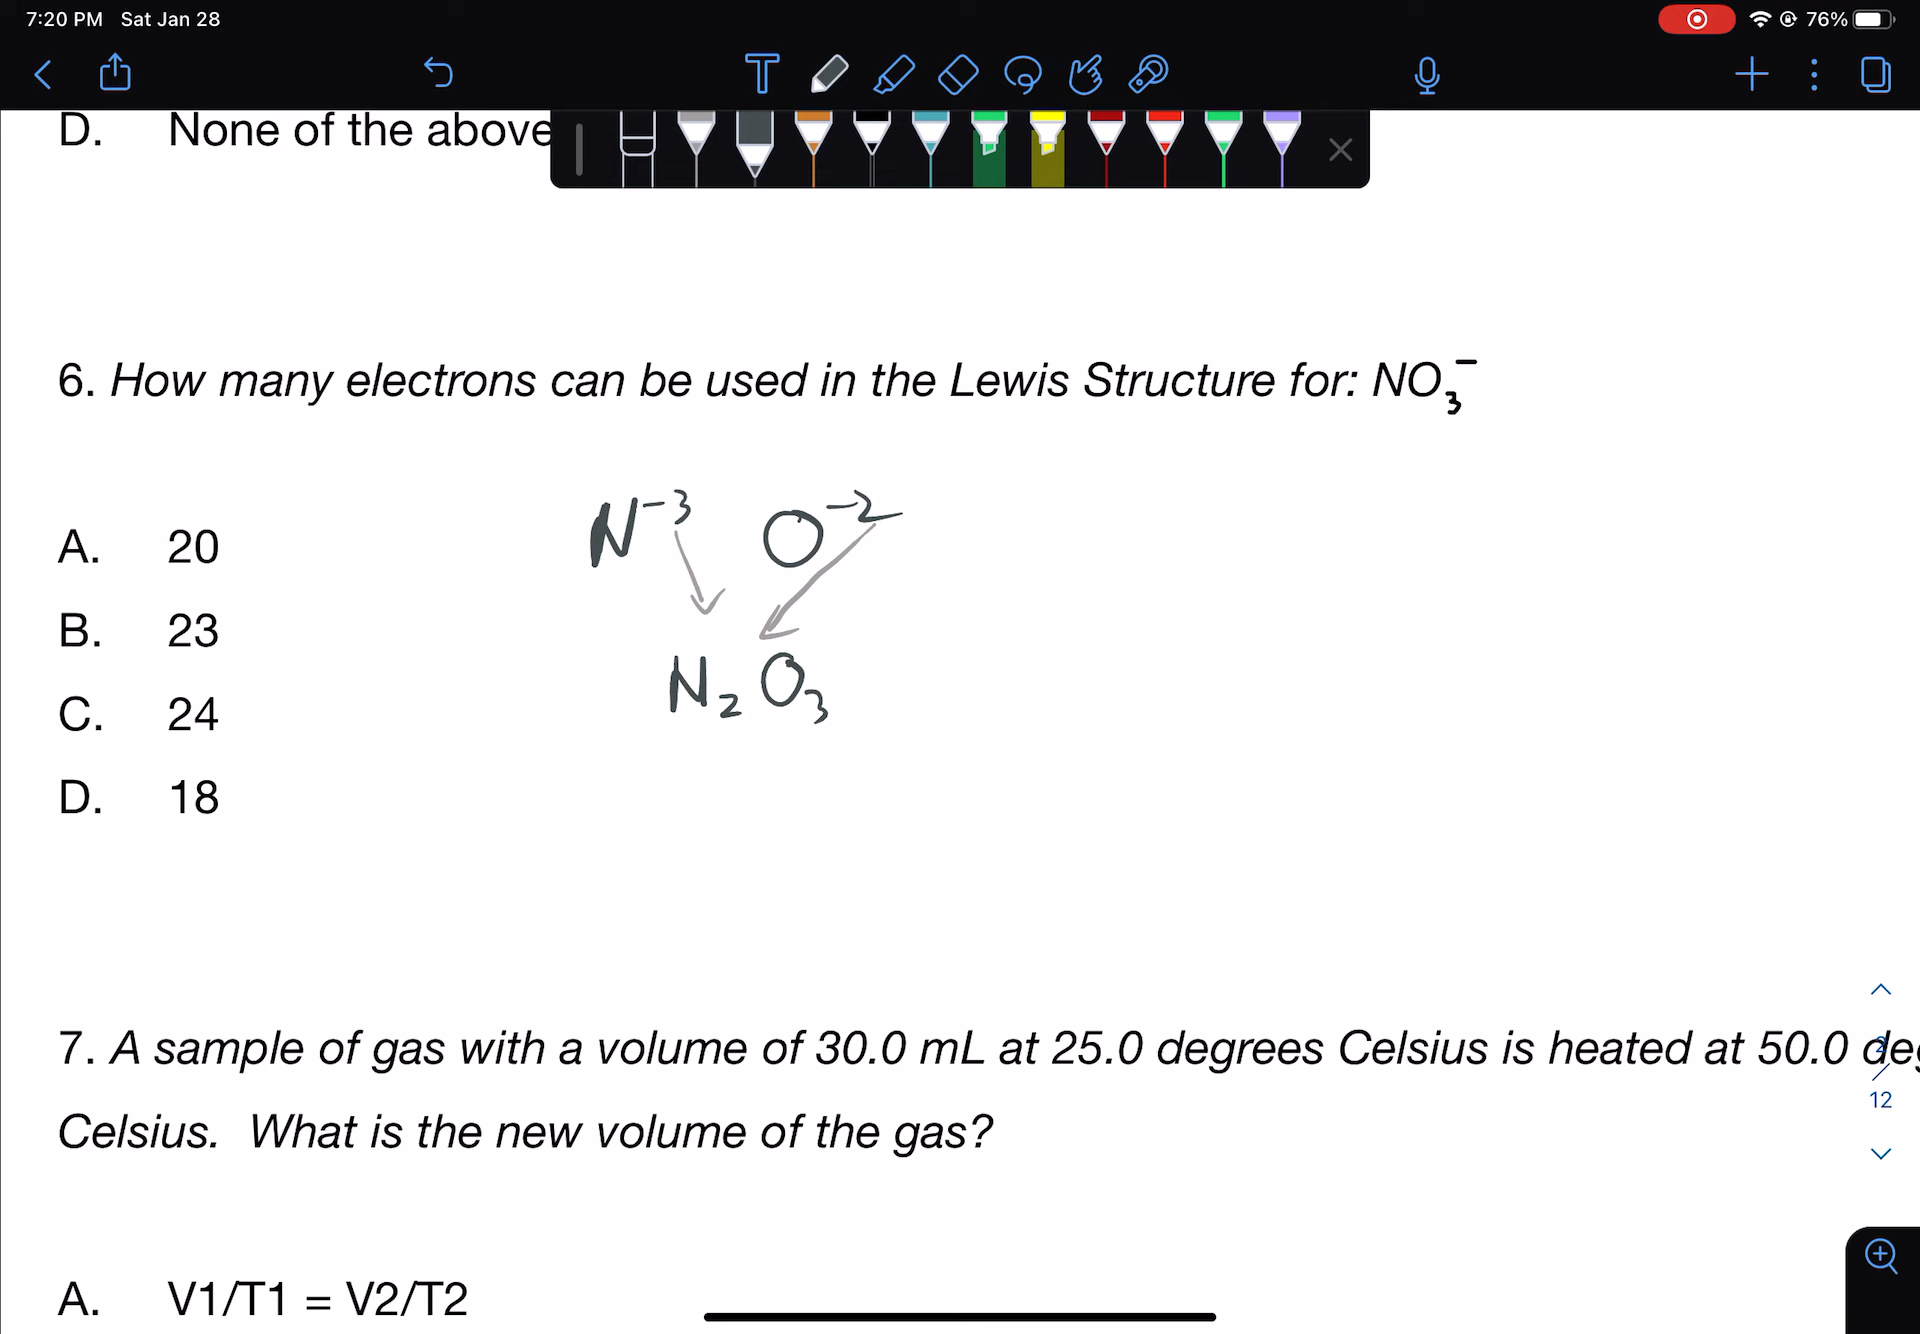 7:20 PM Sat Jan 28
76%
D. None of the above
6. How many electrons can be used in the Lewis Structure for: NO₃⁻
N⁻³ O⁻²
A. 20
B. 23
N₂O₃
C. 24
D. 18
7. A sample of gas with a volume of 30.0 mL at 25.0 degrees Celsius is heated at 50.0 deg
2
/
12
Celsius. What is the new volume of the gas?
A. V1/T1 = V2/T2